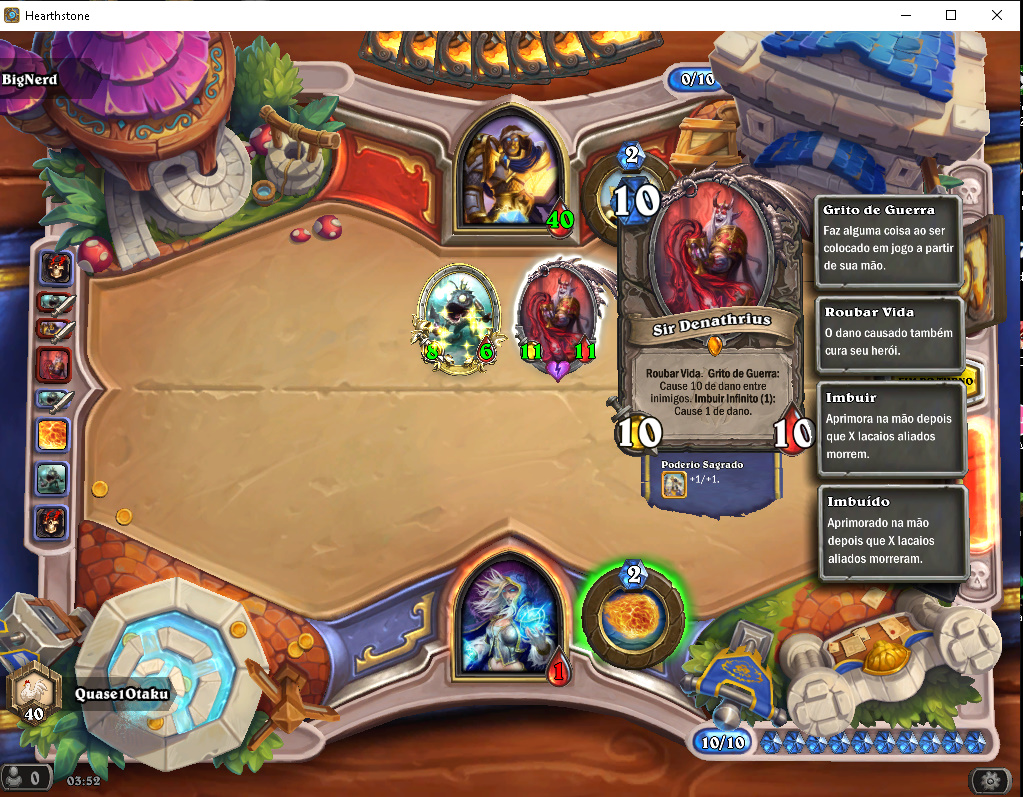 Hearthstone
BigNerd
0/10
2
40
10
Sir Denathrius
Roubar Vida. Grito de Guerra:
Cause 10 de dano entre
inimigos. Imbuir Infinito (1):
Cause 1 de dano.
10
10
Poderio Sagrado
+1/+1.
Grito de Guerra
Faz alguma coisa ao ser
colocado em jogo a partir
de sua mão.
Roubar Vida
O dano causado também
cura seu herói.
Imbuir
Aprimora na mão depois
que X lacaios aliados
morrem.
Imbuído
Aprimorado na mão
depois que X lacaios
aliados morreram.
8
6
11
11
2
1
Quase1Otaku
40
10/10
0
03:52